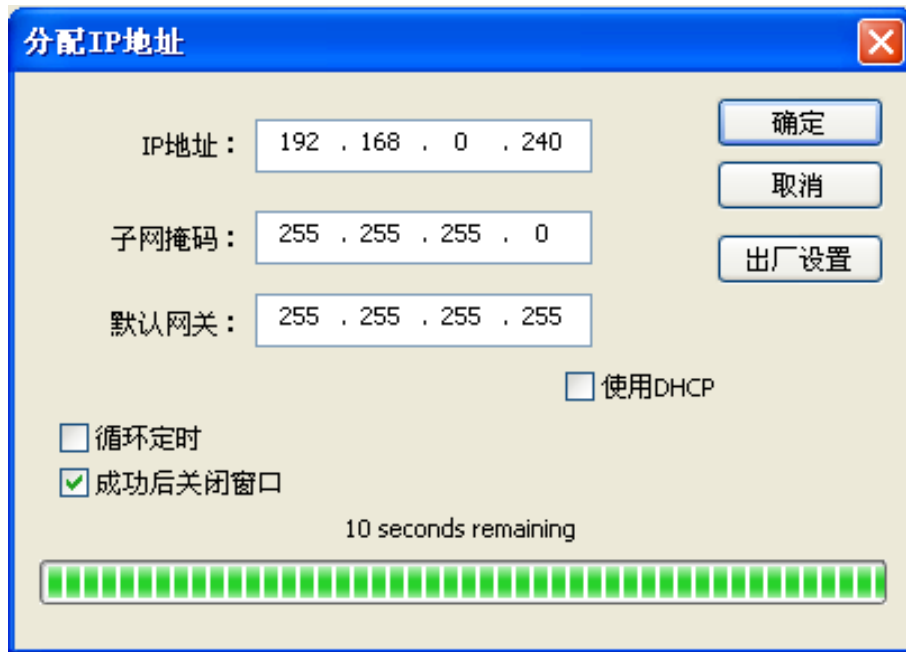 分配IP地址
IP地址： 192 . 168 . 0 . 240
确定
取消
子网掩码： 255 . 255 . 255 . 0
出厂设置
默认网关： 255 . 255 . 255 . 255
使用DHCP
循环定时
成功后关闭窗口
10 seconds remaining